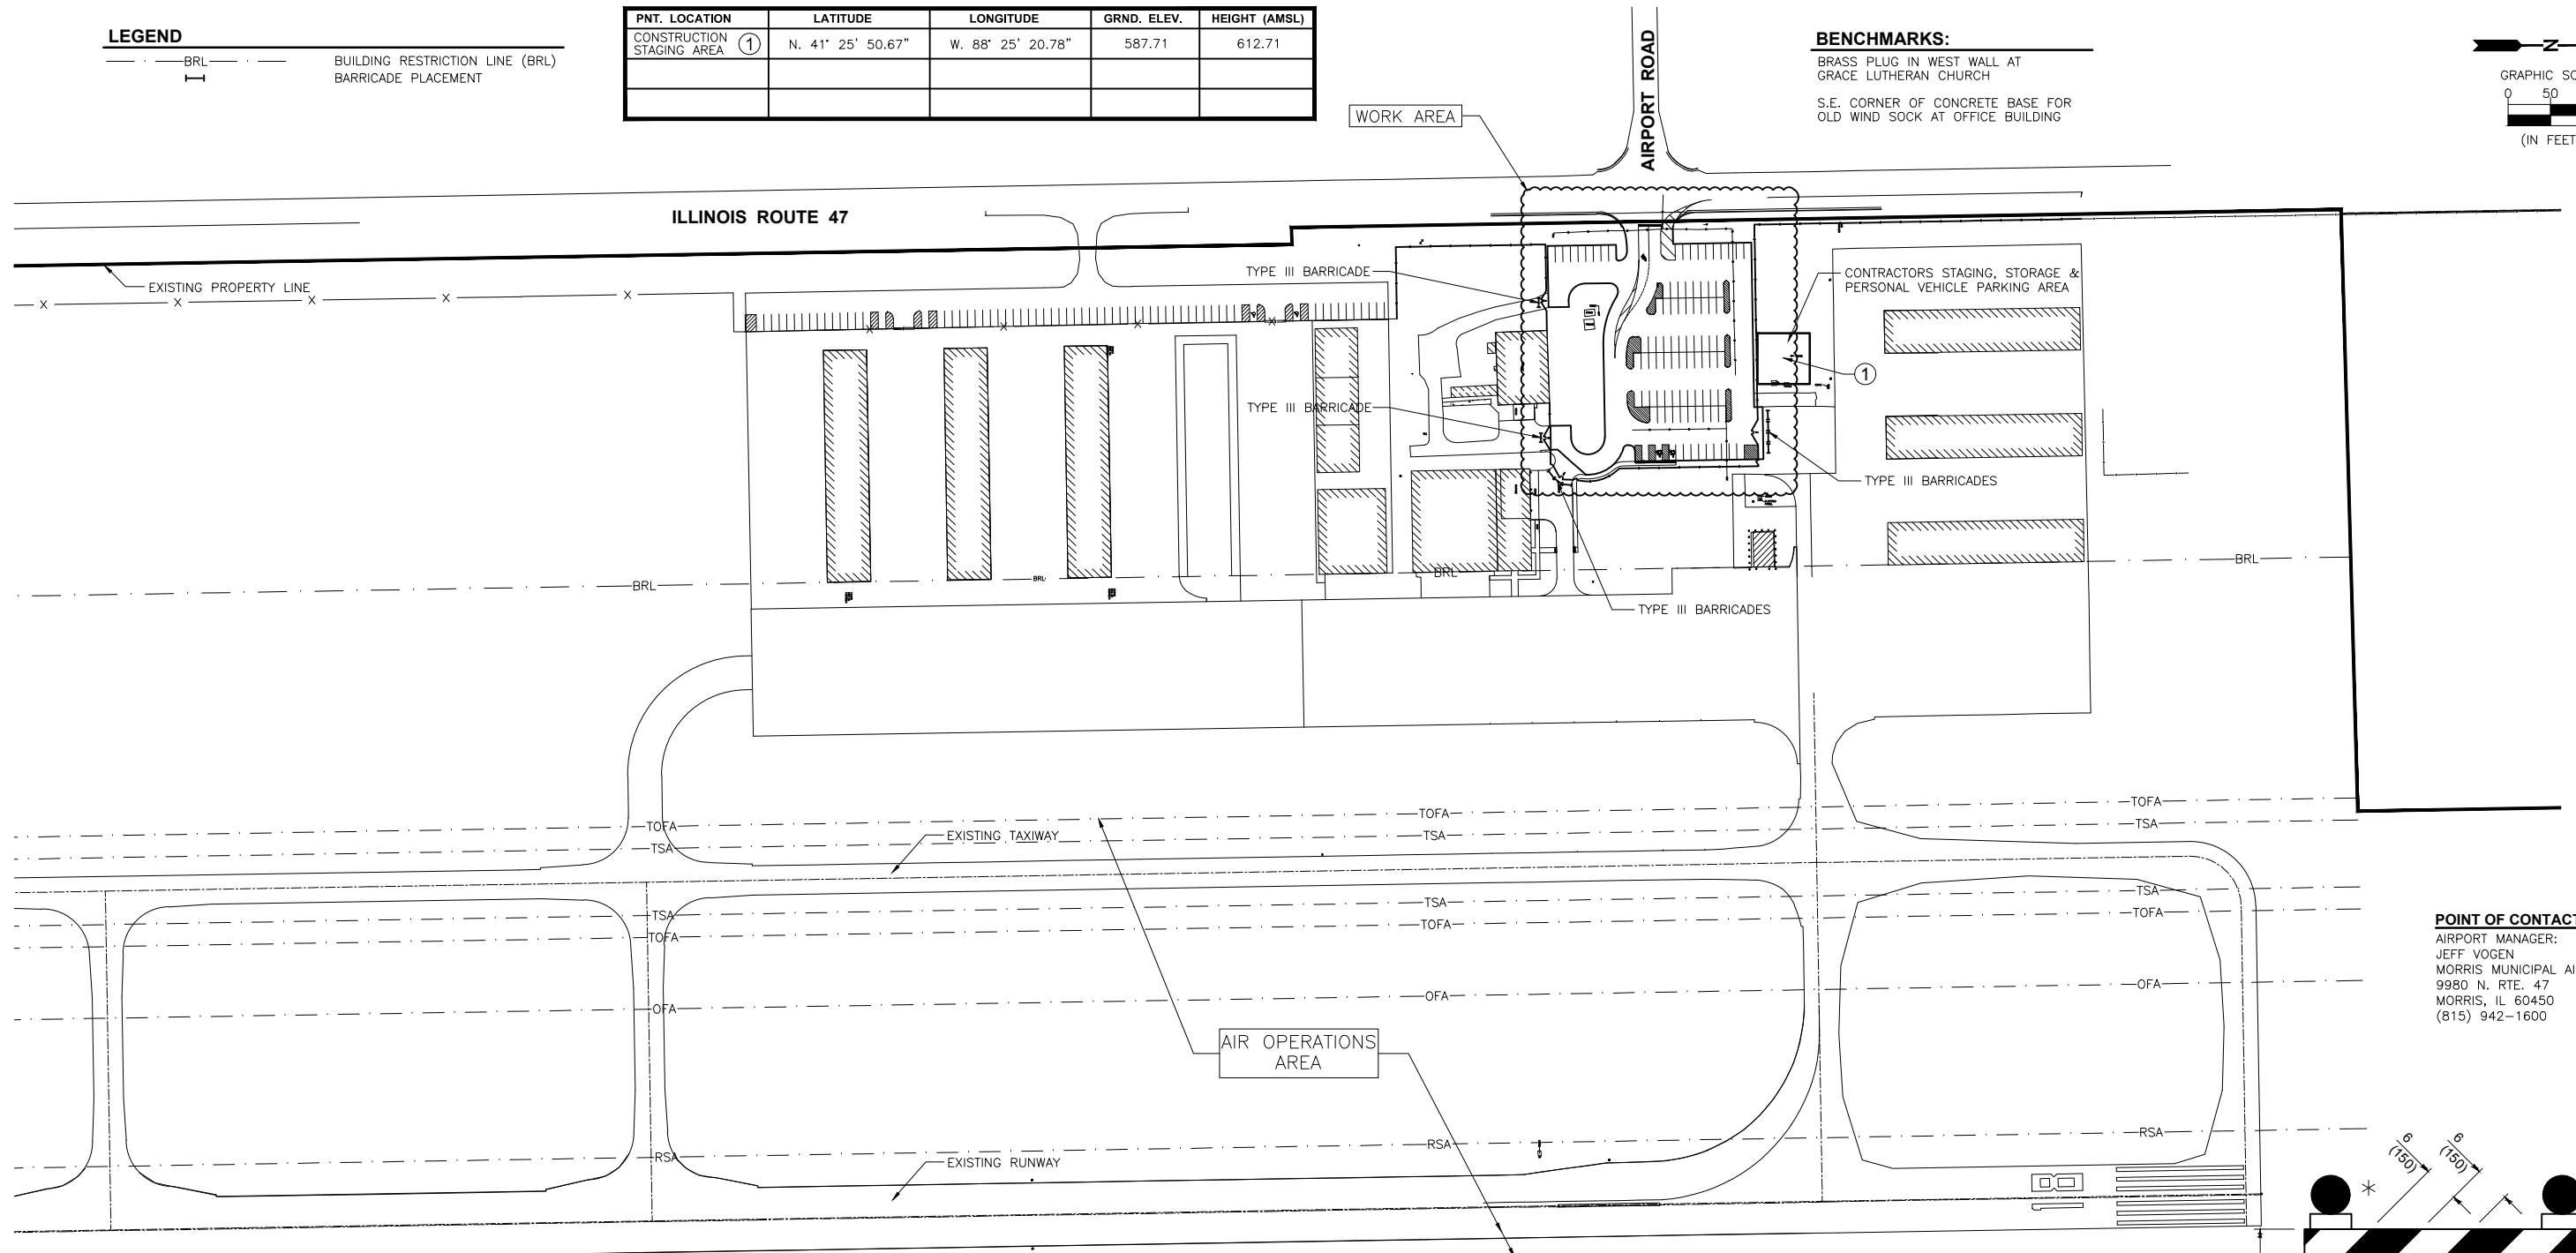 LEGEND
BRL
BUILDING RESTRICTION LINE (BRL)
BARRICADE PLACEMENT
PNT. LOCATION LATITUDE LONGITUDE GRND. ELEV. HEIGHT (AMSL)
CONSTRUCTION STAGING AREA 1 N. 41° 25' 50.67" W. 88° 25' 20.78" 587.71 612.71
AIRPORT ROAD
BENCHMARKS:
BRASS PLUG IN WEST WALL AT
GRACE LUTHERAN CHURCH
S.E. CORNER OF CONCRETE BASE FOR
OLD WIND SOCK AT OFFICE BUILDING
N
0 50
WORK AREA
ILLINOIS ROUTE 47
EXISTING PROPERTY LINE
X X X X X
X X X X
TYPE III BARRICADE
CONTRACTORS STAGING, STORAGE &
PERSONAL VEHICLE PARKING AREA
1
TYPE III BARRICADE
TYPE III BARRICADES
BRL BRL BRL BRL
TYPE III BARRICADES
TOFA TOFA TOFA
TSA TSA TSA
EXISTING TAXIWAY
TSA TSA TSA
TOFA TOFA TOFA
OFA OFA OFA
AIR OPERATIONS
AREA
RSA RSA RSA
EXISTING RUNWAY
POINT OF
AIRPORT MANAGER:
JEFF VOGEN
MORRIS MUNICIPAL
9980 N. RTE. 47
MORRIS, IL 60450
(815) 942-1600
6
(150)
6
(150)
*